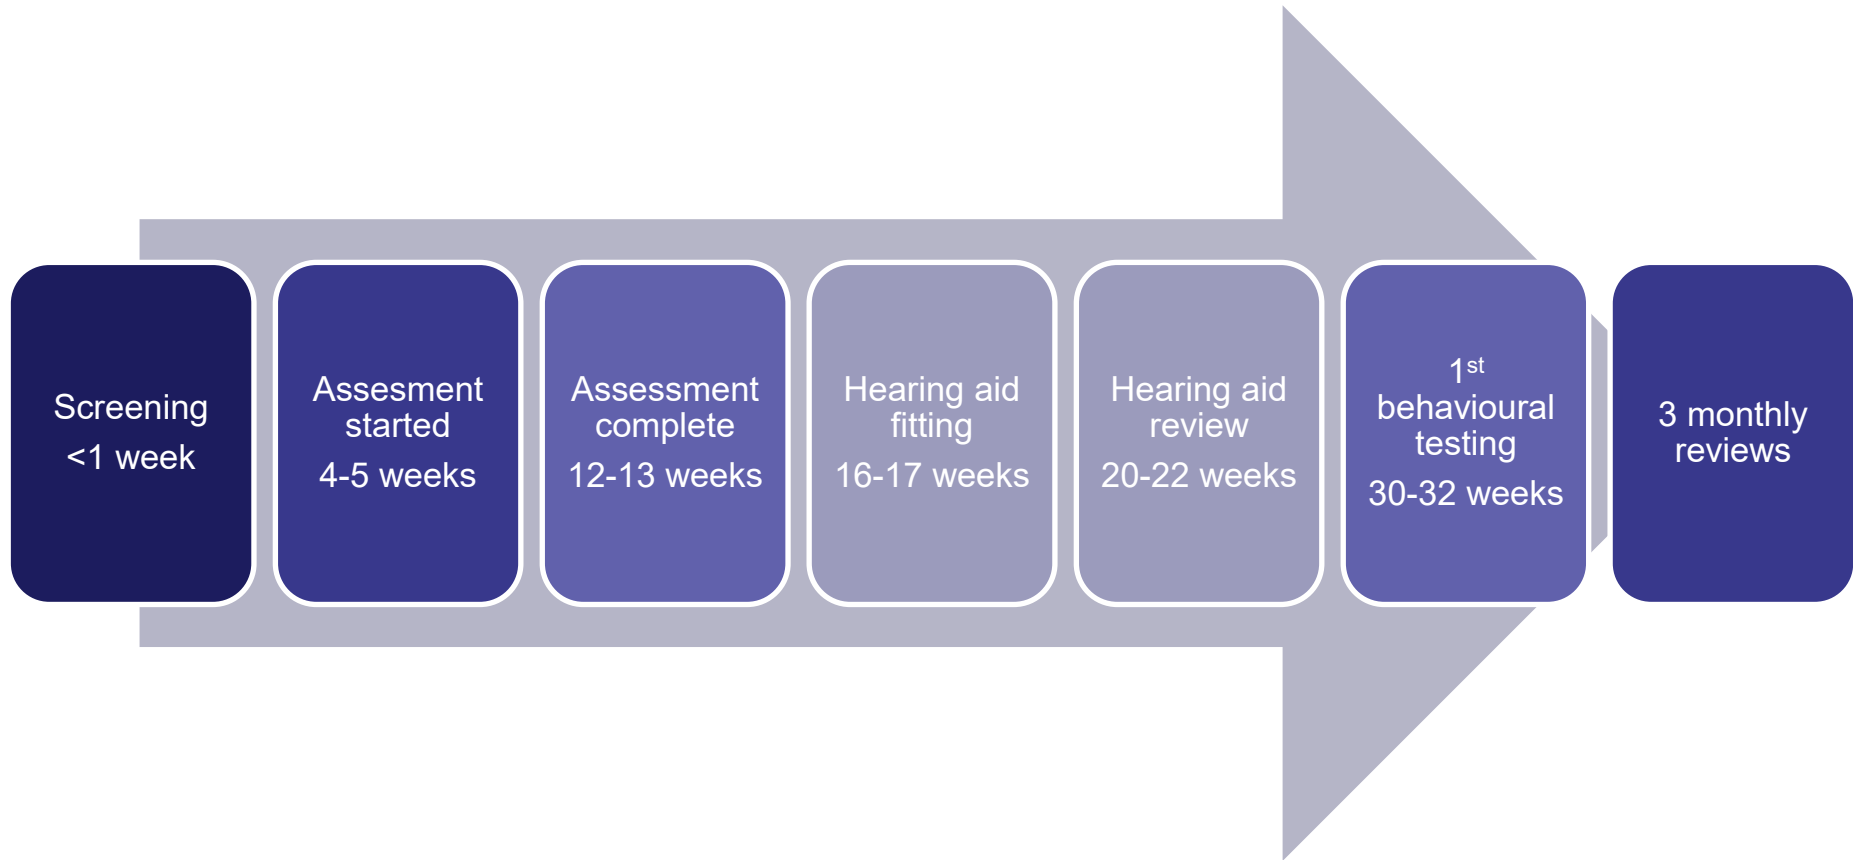 Screening
<1 week
Assesment
started
4-5 weeks
Assessment
complete
12-13 weeks
Hearing aid
fitting
16-17 weeks
Hearing aid
review
20-22 weeks
1st
behavioural
testing
30-32 weeks
3 monthly
reviews